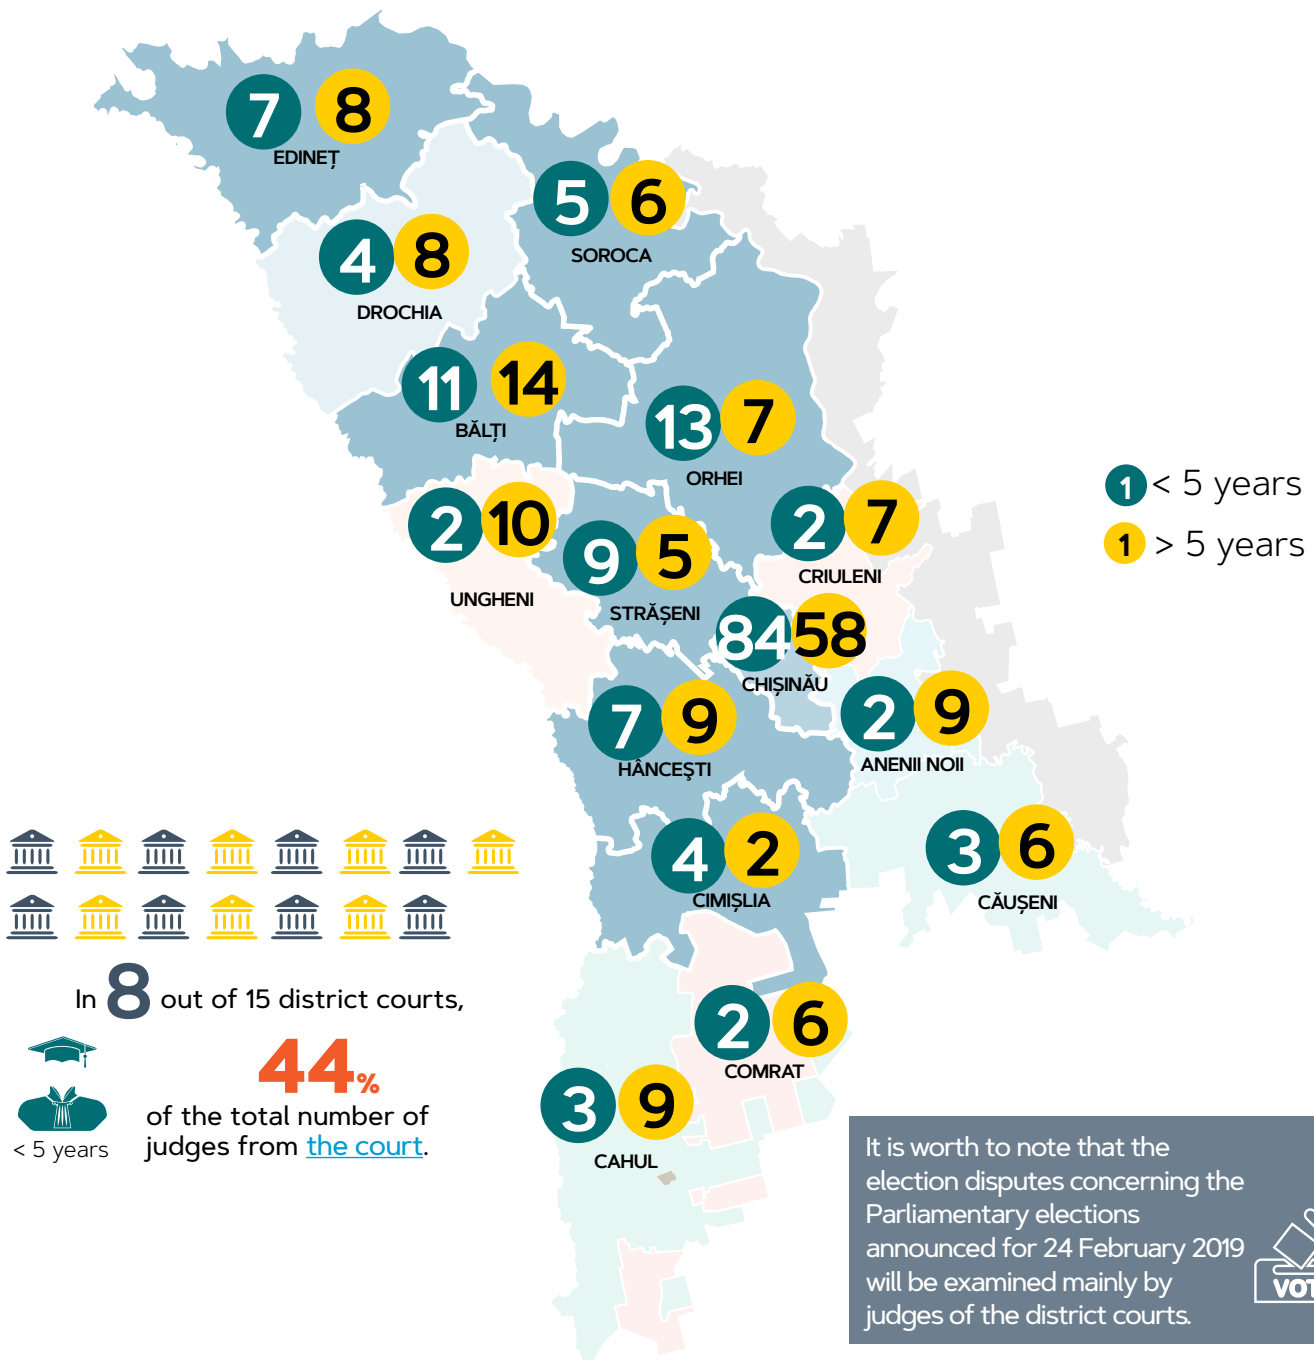 7 8
EDINEȚ
5 6
SOROCA
4 8
DROCHIA
11 14
BĂLȚI
13 7
ORHEI
1 < 5 years
1 > 5 years
2 10
UNGHENI
9 5
STRĂȘENI
2 7
CRIULENI
84 58
CHIȘINĂU
7 9
HÂNCEȘTI
2 9
ANENII NOII
4 2
CIMIȘLIA
3 6
CĂUȘENI
2 6
COMRAT
3 9
CAHUL
In 8 out of 15 district courts,
44%
of the total number of
judges from the court.
< 5 years
It is worth to note that the
election disputes concerning the
Parliamentary elections
announced for 24 February 2019
will be examined mainly by
judges of the district courts.
VOT